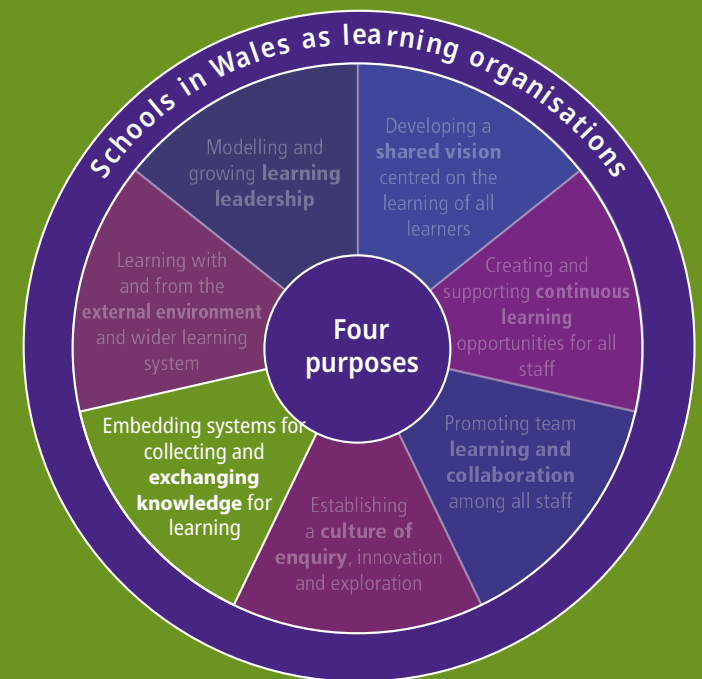 Schools in Wales as learning organisations
Modelling and
growing learning
leadership
Developing a
shared vision
centred on the
learning of all
learners
Creating and
supporting continuous
learning
opportunities for all
staff
Promoting team
learning and
collaboration
among all staff
Establishing
a culture of
enquiry, innovation
and exploration
Embedding systems for
collecting and
exchanging
knowledge for
learning
Learning with
and from the
external environment
and wider learning
system
Four
purposes